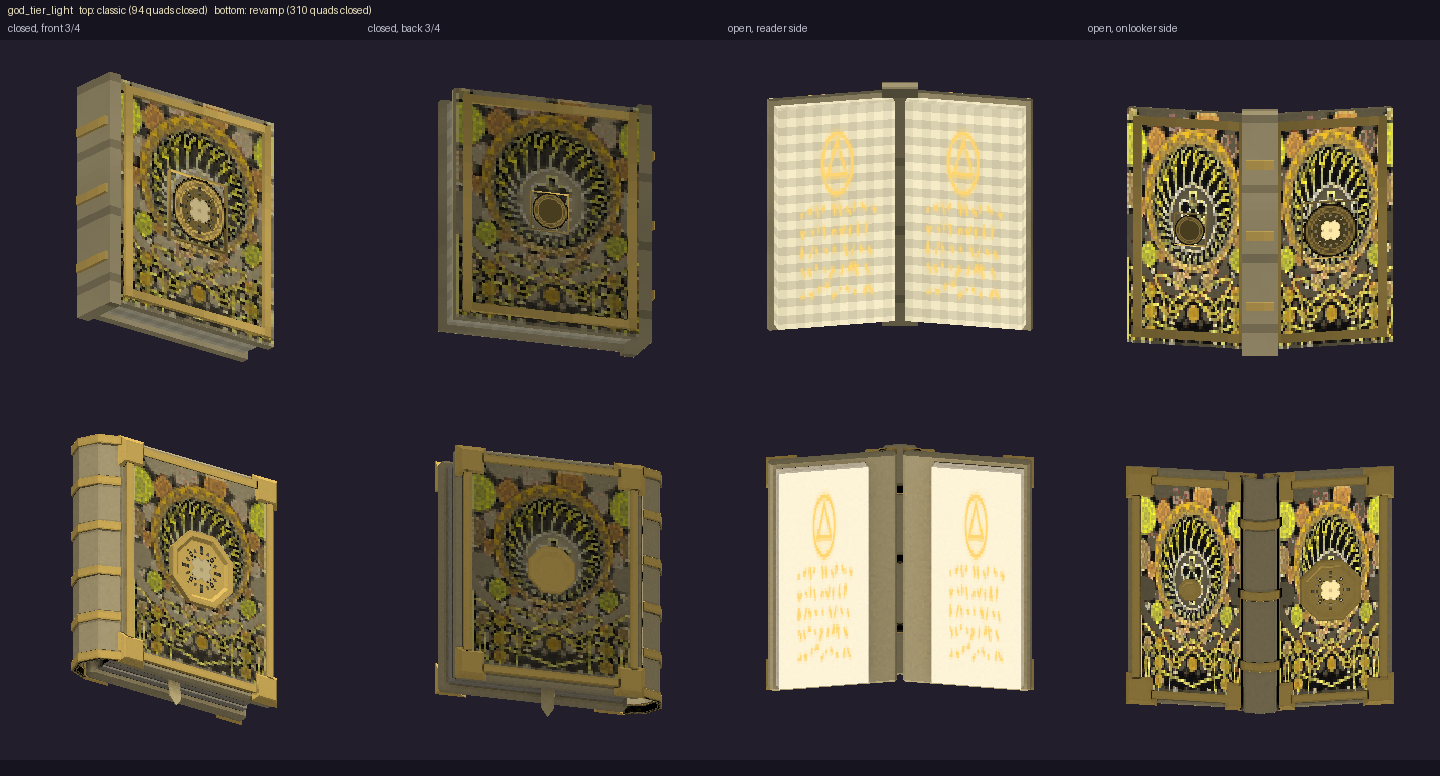 god_tier_light  top: classic (94 quads closed)  bottom: revamp (310 quads closed)
closed, front 3/4
closed, back 3/4
open, reader side
open, onlooker side